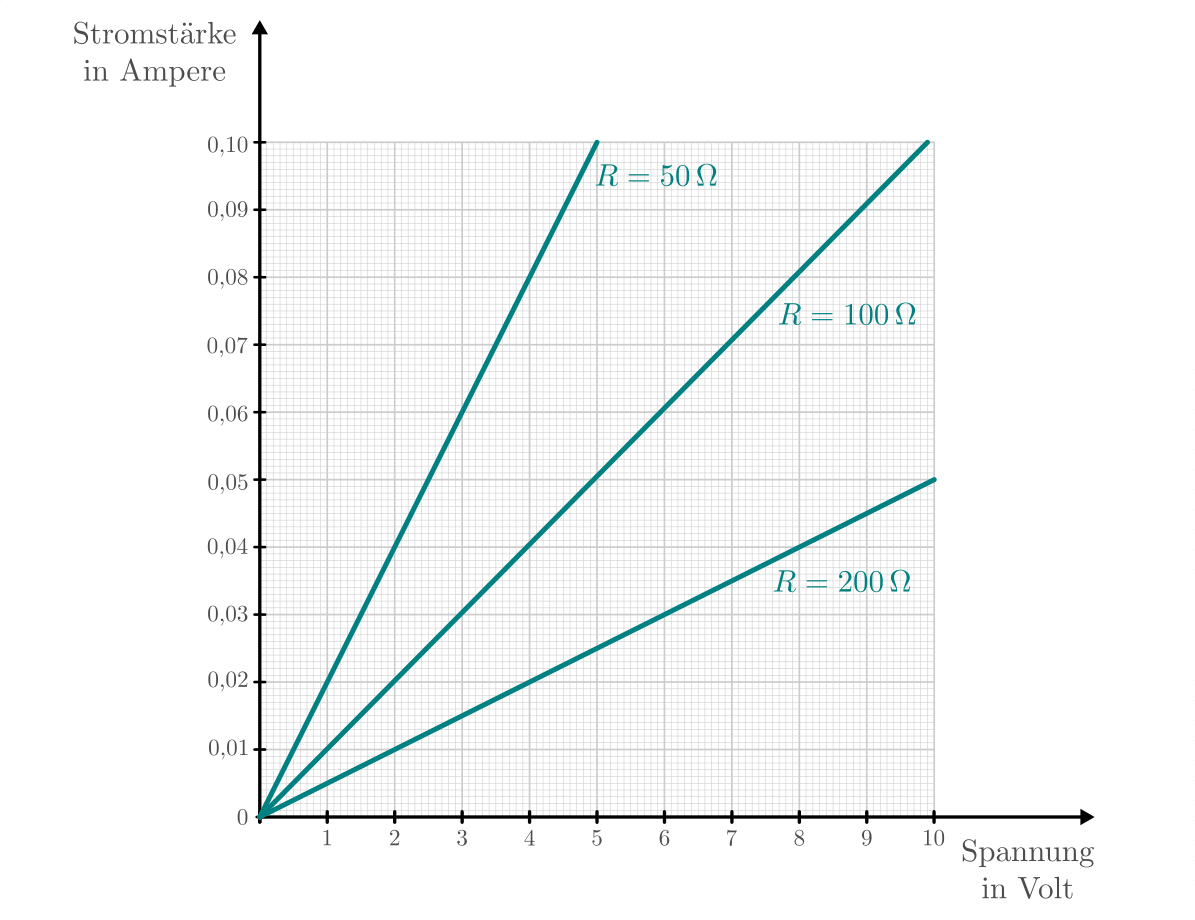 Stromstärke
in Ampere
0,10
R = 50 Ω
0,09
0,08
R = 100 Ω
0,07
0,06
0,05
0,04
R = 200 Ω
0,03
0,02
0,01
0
1 2 3 4 5 6 7 8 9 10
Spannung
in Volt